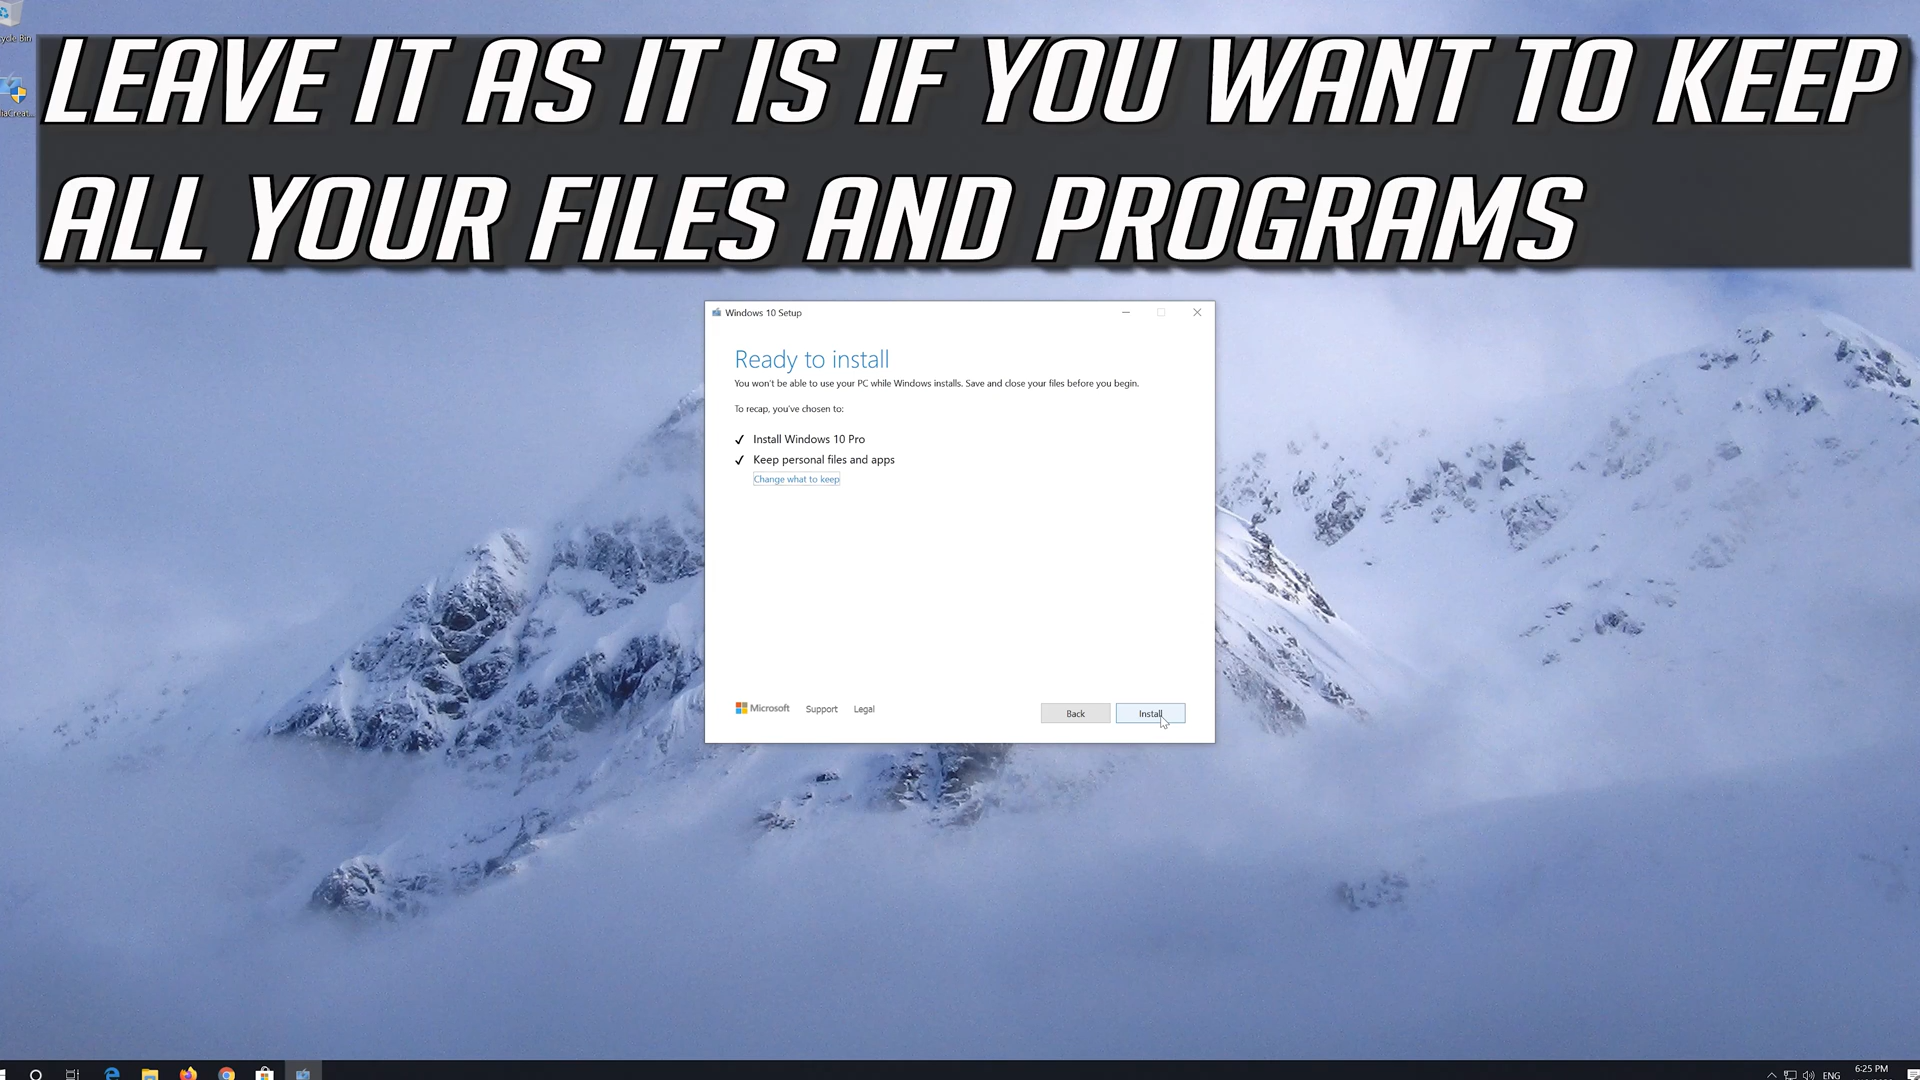 LEAVE IT AS IT IS IF YOU WANT TO KEEP
ALL YOUR FILES AND PROGRAMS
Windows 10 Setup
Ready to install
You won't be able to use your PC while Windows installs. Save and close your files before you begin.
To recap, you've chosen to:
Install Windows 10 Pro
Keep personal files and apps
Change what to keep
Microsoft Support Legal
Back Install
ENG
6:25 PM